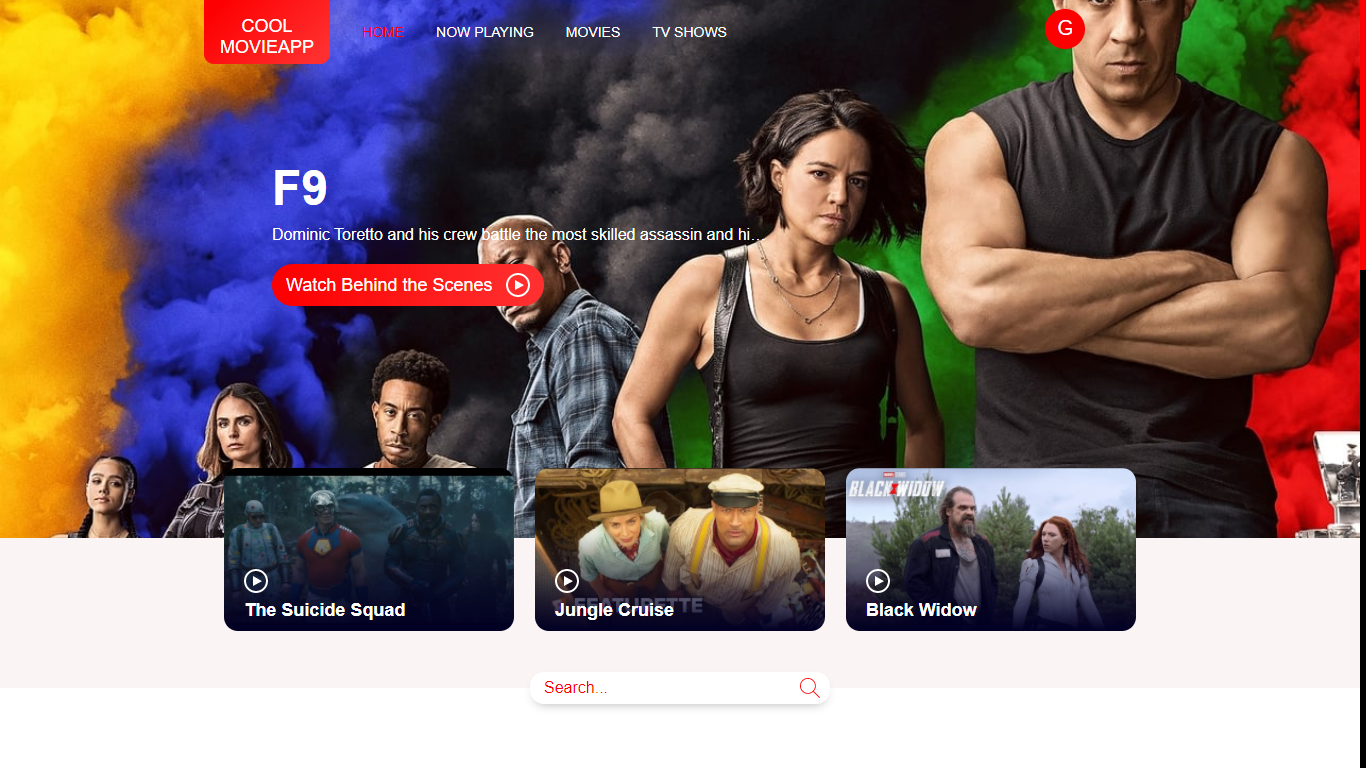 COOL
MOVIEAPP
HOME
NOW PLAYING
MOVIES
TV SHOWS
G
F9
Dominic Toretto and his crew battle the most skilled assassin and hi...
Watch Behind the Scenes
BLACK WIDOW
FEATURETTE
The Suicide Squad
Jungle Cruise
Black Widow
Search...